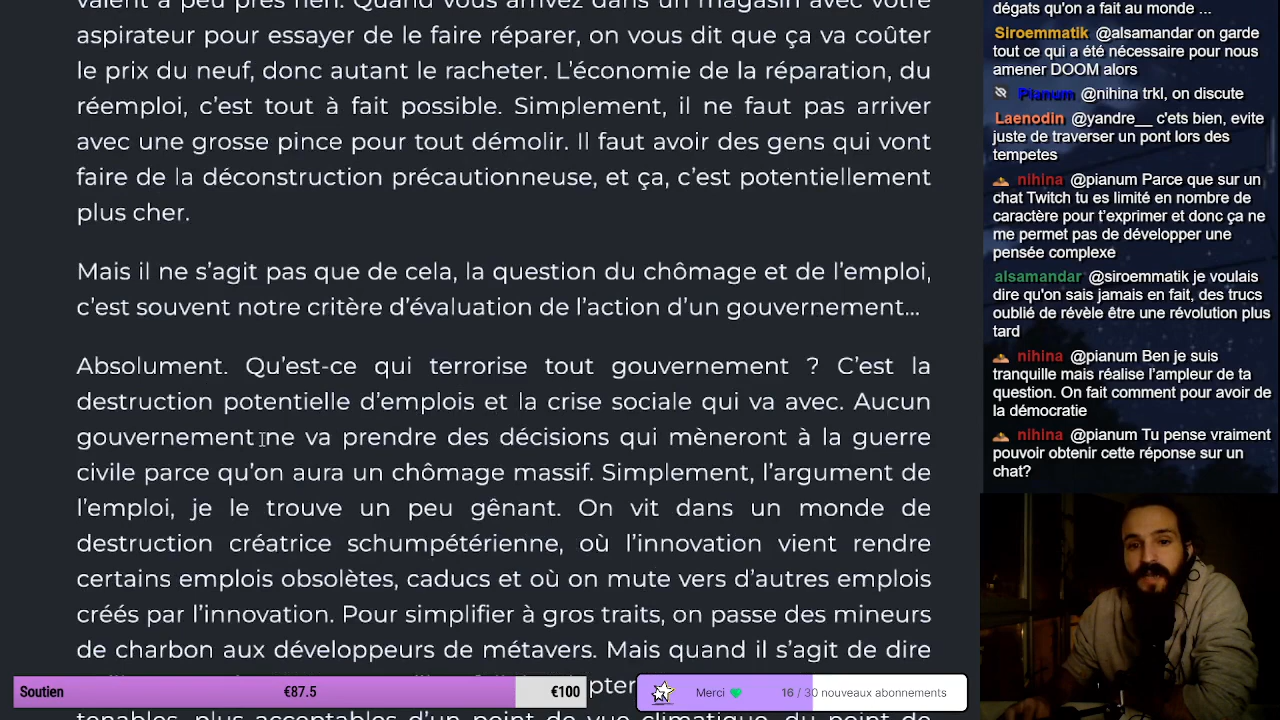 valent à peu près rien. Quand vous arrivez dans un magasin avec votre
aspirateur pour essayer de le faire réparer, on vous dit que ça va coûter
le prix du neuf, donc autant le racheter. L'économie de la réparation, du
réemploi, c'est tout à fait possible. Simplement, il ne faut pas arriver
avec une grosse pince pour tout démolir. Il faut avoir des gens qui vont
faire de la déconstruction précautionneuse, et ça, c'est potentiellement
plus cher.
Mais il ne s'agit pas que de cela, la question du chômage et de l'emploi,
c'est souvent notre critère d'évaluation de l'action d'un gouvernement...
Absolument. Qu'est-ce qui terrorise tout gouvernement ? C'est la
destruction potentielle d'emplois et la crise sociale qui va avec. Aucun
gouvernement ne va prendre des décisions qui mèneront à la guerre
civile parce qu'on aura un chômage massif. Simplement, l'argument de
l'emploi, je le trouve un peu gênant. On vit dans un monde de
destruction créatrice schumpétérienne, où l'innovation vient rendre
certains emplois obsolètes, caducs et où on mute vers d'autres emplois
créés par l'innovation. Pour simplifier à gros traits, on passe des mineurs
de charbon aux développeurs de métavers. Mais quand il s'agit de dire
tenables, plus acceptables d'un point de vue climatique, du point de
dégats qu'on a fait au monde ...
Siroemmatik @alsamandar on garde
tout ce qui a été nécessaire pour nous
amener DOOM alors
Pianum @nihina trkl, on discute
Laenodin @yandre__ c'ets bien, evite
juste de traverser un pont lors des
tempetes
nihina @pianum Parce que sur un
chat Twitch tu es limité en nombre de
caractère pour t'exprimer et donc ça ne
me permet pas de développer une
pensée complexe
alsamandar @siroemmatik je voulais
dire qu'on sais jamais en fait, des trucs
oublié de révèle être une révolution plus
tard
nihina @pianum Ben je suis
tranquille mais réalise l'ampleur de ta
question. On fait comment pour avoir de
la démocratie
nihina @pianum Tu pense vraiment
pouvoir obtenir cette réponse sur un
chat?
Soutien €87.5 €100
Merci 16 / 30 nouveaux abonnements